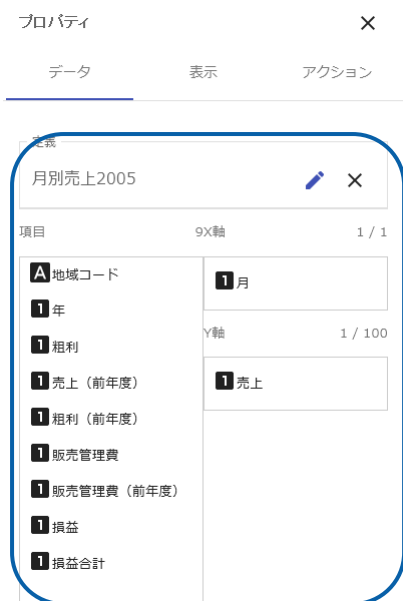 プロパティ
データ 表示 アクション
定義
月別売上2005
項目 9 X軸 1 / 1
A 地域コード
1 年
1 粗利
1 売上（前年度）
1 粗利（前年度）
1 販売管理費
1 販売管理費（前年度）
1 損益
1 損益合計
1 月
Y軸 1 / 100
1 売上